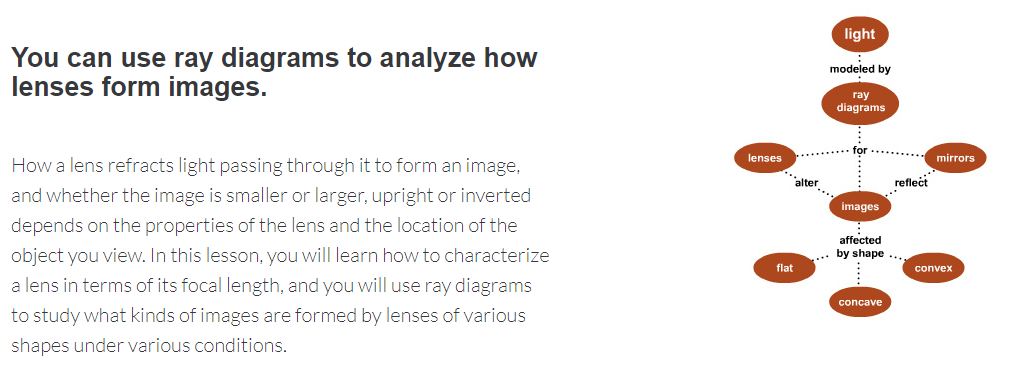 You can use ray diagrams to analyze how
lenses form images.
How a lens refracts light passing through it to form an image,
and whether the image is smaller or larger, upright or inverted
depends on the properties of the lens and the location of the
object you view. In this lesson, you will learn how to characterize
a lens in terms of its focal length, and you will use ray diagrams
to study what kinds of images are formed by lenses of various
shapes under various conditions.
light
modeled by
ray
diagrams
for
lenses
mirrors
alter
reflect
images
affected
by shape
flat
convex
concave